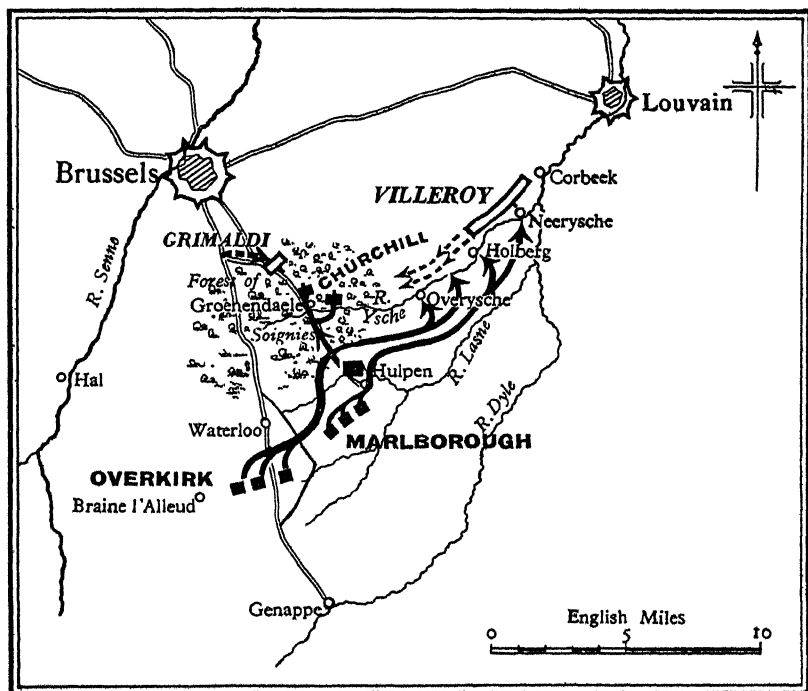 Louvain
Brussels
Corbeek
VILLEROY
Neerysche
GRIMALDI
CHURCHILL
Holberg
R. Senne
Forest of
Groenendaele
R.
Ysche
Overysche
Soignies
Hulpen
R. Lasne
Hal
R. Dyle
Waterloo
MARLBOROUGH
OVERKIRK
Braine l'Alleud
Genappe
English Miles
0 5 10